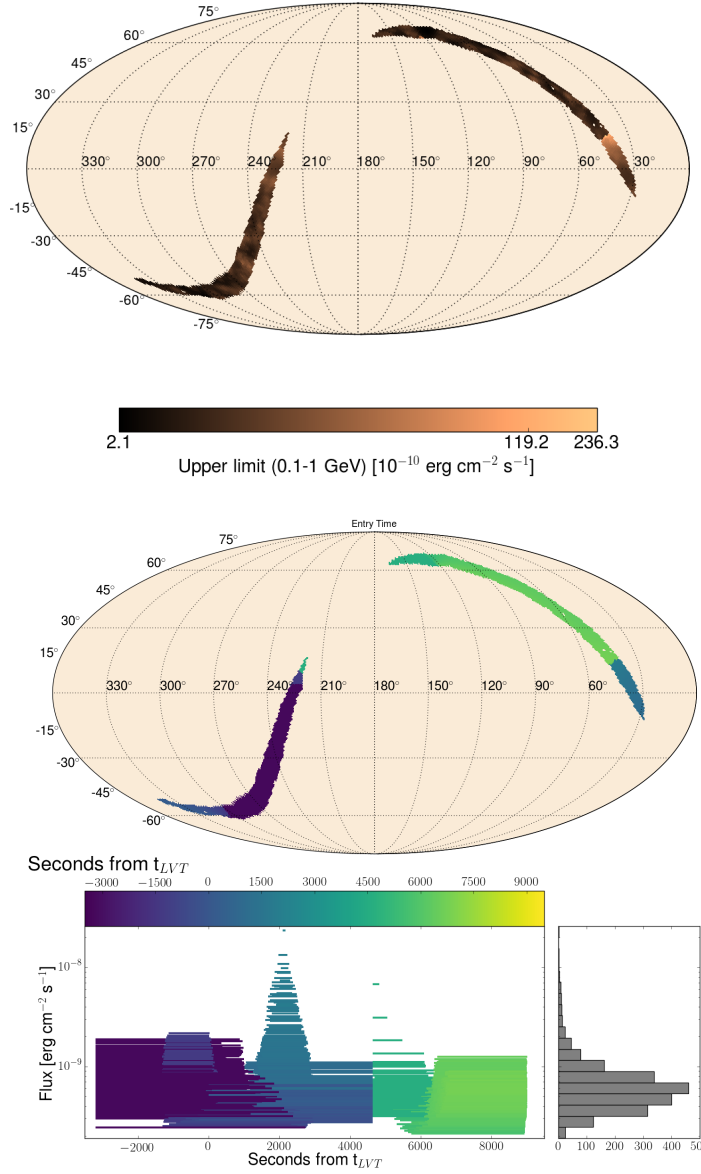 75°
60°
45°
30°
15°
330° 300° 270° 240° 210° 180° 150° 120° 90° 60° 30°
-15°
-30°
-45°
-60°
-75°
2.1 119.2 236.3
Upper limit (0.1-1 GeV) [10⁻¹⁰ erg cm⁻² s⁻¹]
Entry Time
75°
60°
45°
30°
15°
330° 300° 270° 240° 210° 180° 150° 120° 90° 60°
-15°
-30°
-45°
-60°
Seconds from t_LVT
−3000 −1500 0 1500 3000 4500 6000 7500 9000
Flux [erg cm⁻² s⁻¹]
10⁻⁸
10⁻⁹
−2000 0 2000 4000 6000 8000
Seconds from t_LVT
0 100 200 300 400 500